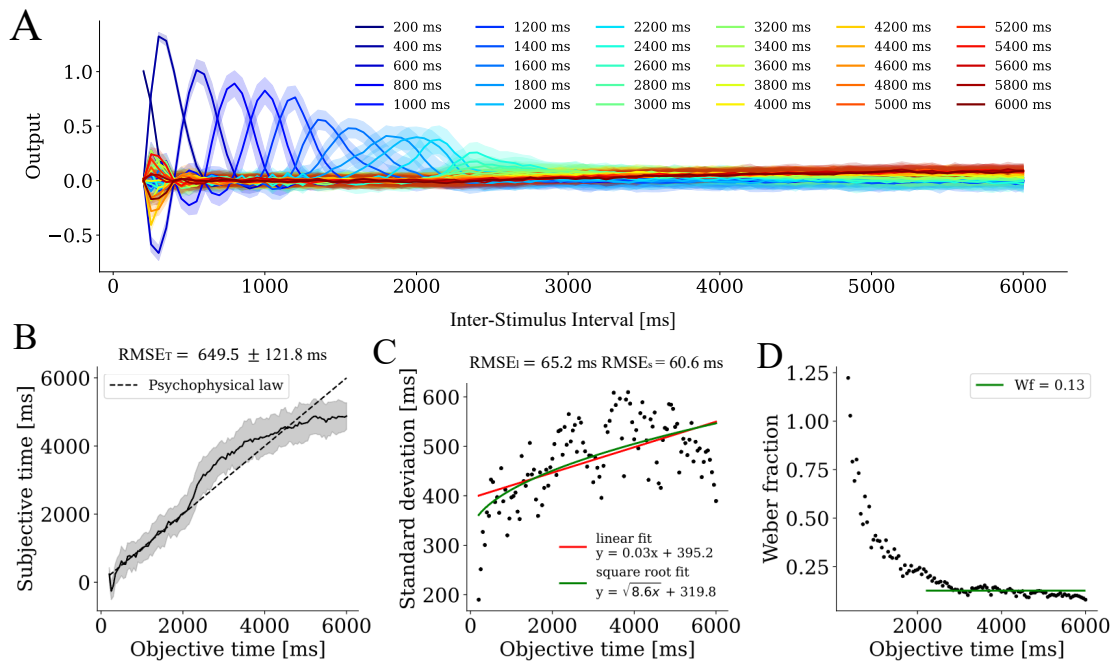 A
200 ms 1200 ms 2200 ms 3200 ms 4200 ms 5200 ms
400 ms 1400 ms 2400 ms 3400 ms 4400 ms 5400 ms
600 ms 1600 ms 2600 ms 3600 ms 4600 ms 5600 ms
800 ms 1800 ms 2800 ms 3800 ms 4800 ms 5800 ms
1000 ms 2000 ms 3000 ms 4000 ms 5000 ms 6000 ms
Output
1.0
0.5
0.0
−0.5
0 1000 2000 3000 4000 5000 6000
Inter-Stimulus Interval [ms]
B
RMSET = 649.5 ± 121.8 ms
Psychophysical law
Subjective time [ms]
6000
4000
2000
0
0 2000 4000 6000
Objective time [ms]
C
RMSEl = 65.2 ms RMSEs = 60.6 ms
Standard deviation [ms]
600
500
400
300
200
linear fit
y = 0.03x + 395.2
square root fit
y = √8.6x + 319.8
0 2000 4000 6000
Objective time [ms]
D
Wf = 0.13
Weber fraction
1.25
1.00
0.75
0.50
0.25
2000 4000 6000
Objective time [ms]